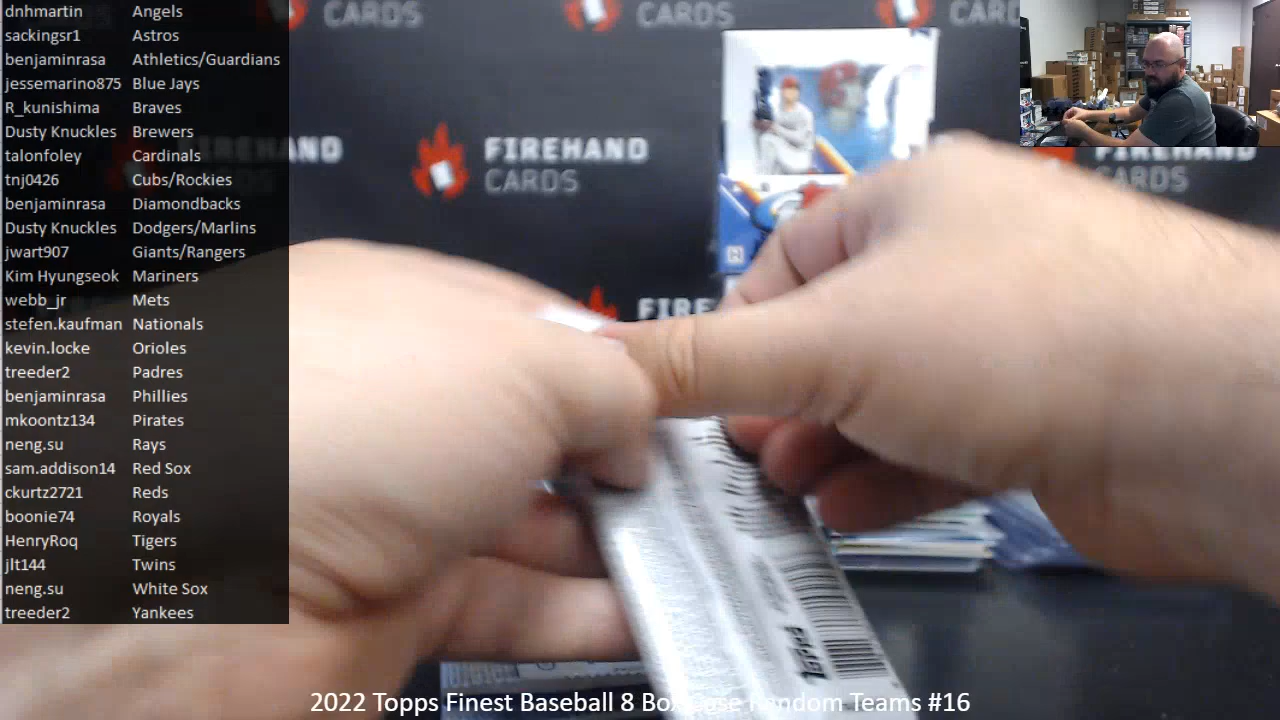 dnhmartin Angels
sackingsr1 Astros
benjaminrasa Athletics/Guardians
jessemarino875 Blue Jays
R_kunishima Braves
Dusty Knuckles Brewers
talonfoley Cardinals
tnj0426 Cubs/Rockies
benjaminrasa Diamondbacks
Dusty Knuckles Dodgers/Marlins
jwart907 Giants/Rangers
Kim Hyungseok Mariners
webb_jr Mets
stefen.kaufman Nationals
kevin.locke Orioles
treeder2 Padres
benjaminrasa Phillies
mkoontz134 Pirates
neng.su Rays
sam.addison14 Red Sox
ckurtz2721 Reds
boonie74 Royals
HenryRoq Tigers
jlt144 Twins
neng.su White Sox
treeder2 Yankees
CARDS
CARDS
CARD
FIREHAND
CARDS
FIREHAND
CARDS
FIRE
2022 Topps Finest Baseball 8 Box Case Random Teams #16